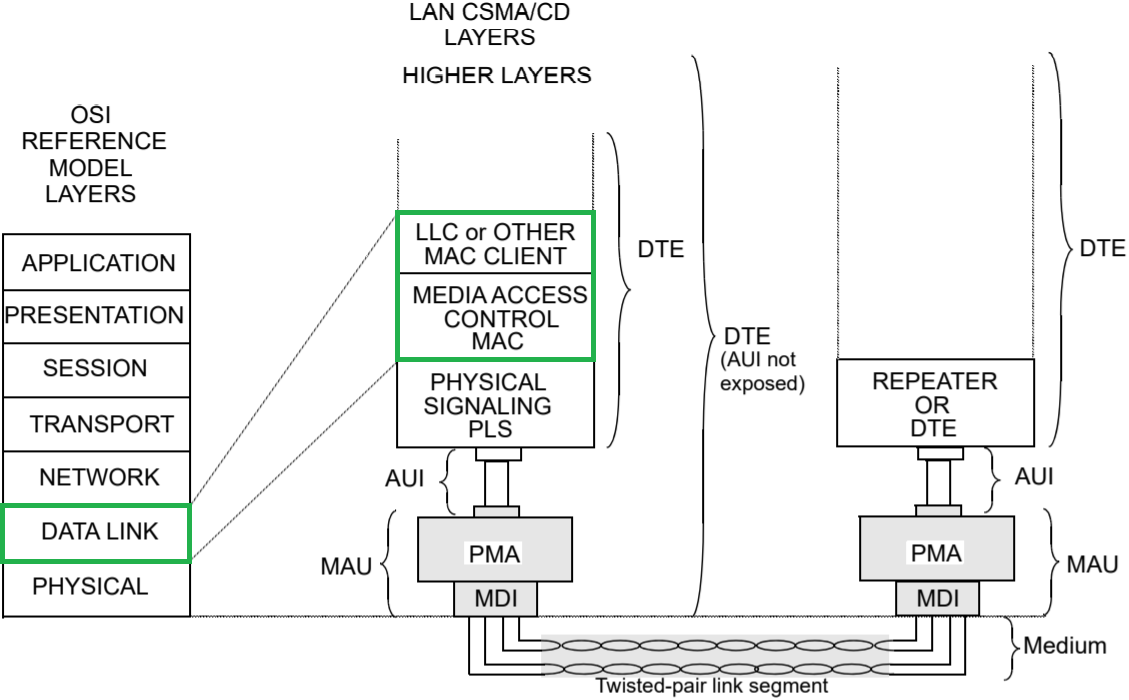 LAN CSMA/CD
LAYERS
HIGHER LAYERS
OSI
REFERENCE
MODEL
LAYERS
APPLICATION
PRESENTATION
SESSION
TRANSPORT
NETWORK
DATA LINK
PHYSICAL
LLC or OTHER
MAC CLIENT
MEDIA ACCESS
CONTROL
MAC
PHYSICAL
SIGNALING
PLS
DTE
DTE
(AUI not
exposed)
AUI
MAU
PMA
MDI
REPEATER
OR
DTE
DTE
AUI
PMA
MAU
MDI
Medium
Twisted-pair link segment